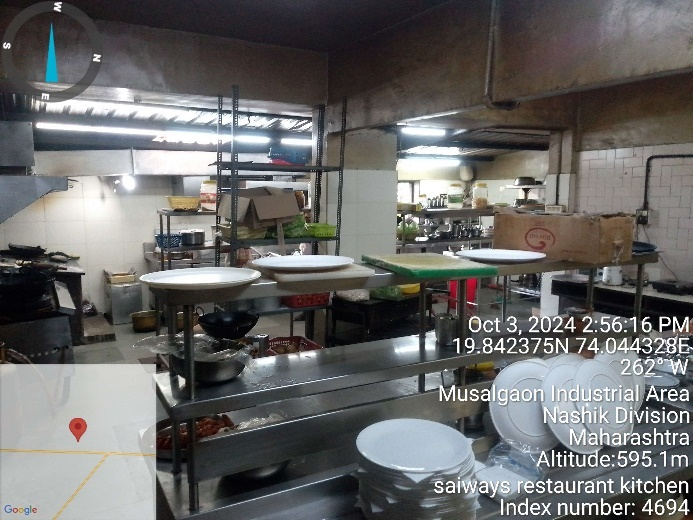 W
N
S
E
Oct 3, 2024 2:56:16 PM
19.842375N 74.044328E
262° W
Musalgaon Industrial Area
Nashik Division
Maharashtra
Altitude:595.1m
saiways restaurant kitchen
Index number: 4694
Google